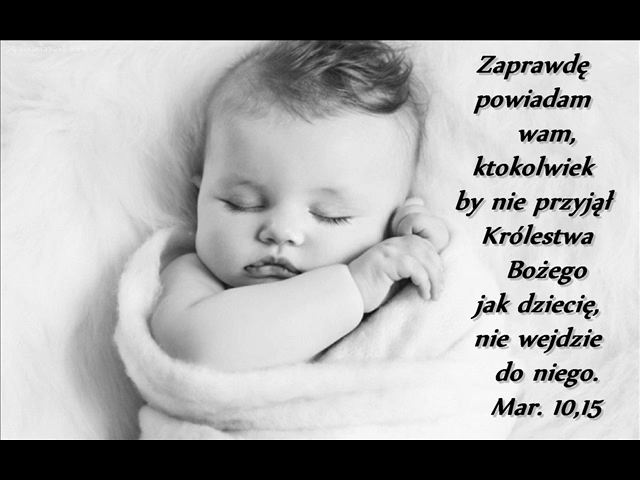 Zaprawdę
powiadam
wam,
ktokolwiek
by nie przyjął
Królestwa
Bożego
jak dziecię,
nie wejdzie
do niego.
Mar. 10,15